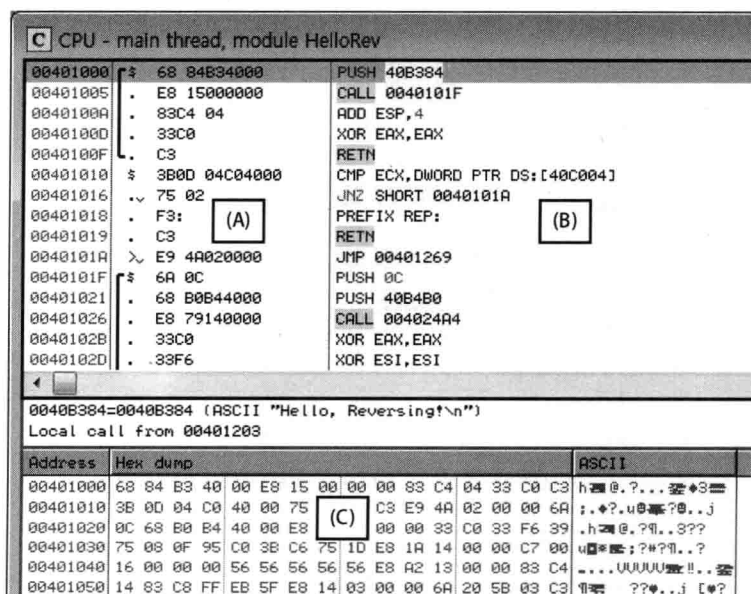 C CPU - main thread, module HelloRev
00401000 $ 68 84B34000 PUSH 40B384
00401005 . E8 15000000 CALL 0040101F
0040100A . 83C4 04 ADD ESP,4
0040100D . 33C0 XOR EAX,EAX
0040100F . C3 RETN
00401010 $ 3B0D 04C04000 CMP ECX,DWORD PTR DS:[40C004]
00401016 . 75 02 JNZ SHORT 0040101A
00401018 . F3: (A) PREFIX REP: (B)
00401019 . C3 RETN
0040101A > E9 4A020000 JMP 00401269
0040101F $ 6A 0C PUSH 0C
00401021 . 68 B0B44000 PUSH 40B4B0
00401026 . E8 79140000 CALL 004024A4
0040102B . 33C0 XOR EAX,EAX
0040102D . 33F6 XOR ESI,ESI
0040B384=0040B384 (ASCII "Hello, Reversing!\n")
Local call from 00401203
Address Hex dump ASCII
00401000 68 84 B3 40 00 E8 15 00 00 00 83 C4 04 33 C0 C3
00401010 3B 0D 04 C0 40 00 75 (C) C3 E9 4A 02 00 00 6A
00401020 0C 68 B0 B4 40 00 E8 00 00 33 C0 33 F6 39
00401030 75 08 0F 95 C0 3B C6 75 1D E8 1A 14 00 00 C7 00
00401040 16 00 00 00 56 56 56 56 56 E8 A2 13 00 00 83 C4
00401050 14 83 C8 FF EB 5F E8 14 03 00 00 6A 20 5B 03 C3